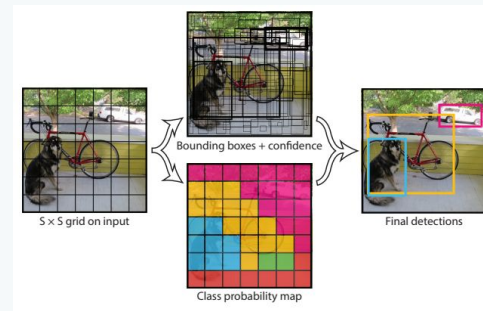 Bounding boxes + confidence
S × S grid on input
Final detections
Class probability map